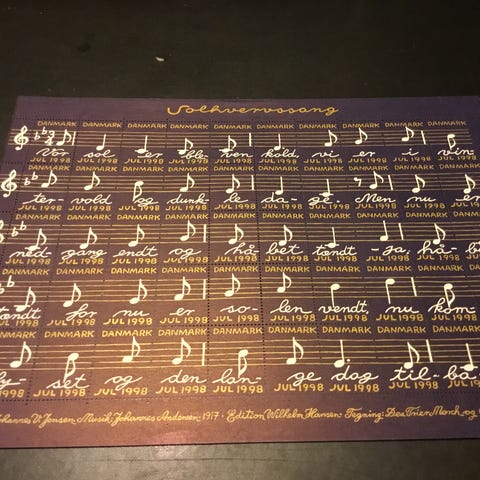 Solhvervssang
DANMARK DANMARK DANMARK DANMARK DANMARK DANMARK DANMARK DANMARK DANMARK DANMARK
Vor sol er ble- ven kold, vi er i vin-
JUL 1998 JUL 1998 JUL 1998 JUL 1998 JUL 1998 JUL 1998 JUL 1998 JUL 1998 JUL 1998 JUL 1998
DANMARK DANMARK DANMARK DANMARK DANMARK DANMARK DANMARK DANMARK DANMARK DANMARK
ter vold og dunk- le da- ge. Men nu
JUL 1998 JUL 1998 JUL 1998 JUL 1998 JUL 1998 JUL 1998 JUL 1998 JUL 1998 JUL 1998 JUL 1998
DANMARK DANMARK DANMARK DANMARK DANMARK DANMARK DANMARK DANMARK DANMARK DANMARK
ned- gang endt og hå- bet tændt -ja hå-
JUL 1998 JUL 1998 JUL 1998 JUL 1998 JUL 1998 JUL 1998 JUL 1998 JUL 1998 JUL 1998 JUL 1998
DANMARK DANMARK DANMARK DANMARK DANMARK DANMARK DANMARK DANMARK DANMARK DANMARK
tændt for nu er so- len vendt nu kom-
JUL 1998 JUL 1998 JUL 1998 JUL 1998 JUL 1998 JUL 1998 JUL 1998 JUL 1998 JUL 1998 JUL 1998
DANMARK DANMARK DANMARK DANMARK DANMARK DANMARK DANMARK DANMARK DANMARK DANMARK
ly- set og den lan- ge dag til- ba-
JUL 1998 JUL 1998 JUL 1998 JUL 1998 JUL 1998 JUL 1998 JUL 1998 JUL 1998 JUL 1998 JUL 1998
ohannes V. Jensen. Musik: Johannes Andersen 1917 · Edition Wilhelm Hansen · Tegning: Bea Trier Mørch og